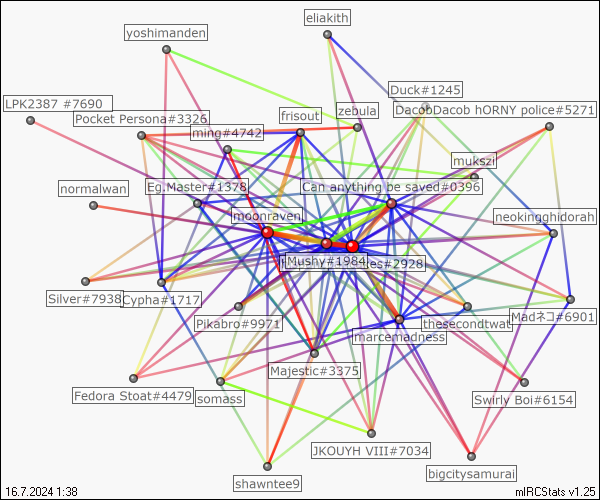 eliakith
yoshimanden
Duck#1245
LPK2387 #7690
DacobDacob hORNY police#5271
zebula
frisout
Pocket Persona#3326
ming#4742
mukszi
normalwan
Eg.Master#1378
Can anything be saved#0396
moonraven
neokingghidorah
Mushy#1984
es#2928
Silver#7938
Cypha#1717
Pikabro#9971
thesecondtwat
Madネコ#6901
marcemadness
Majestic#3375
Fedora Stoat#4479
somass
Swirly Boi#6154
JKOUYH VIII#7034
bigcitysamurai
shawntee9
16.7.2024 1:38
mIRCStats v1.25